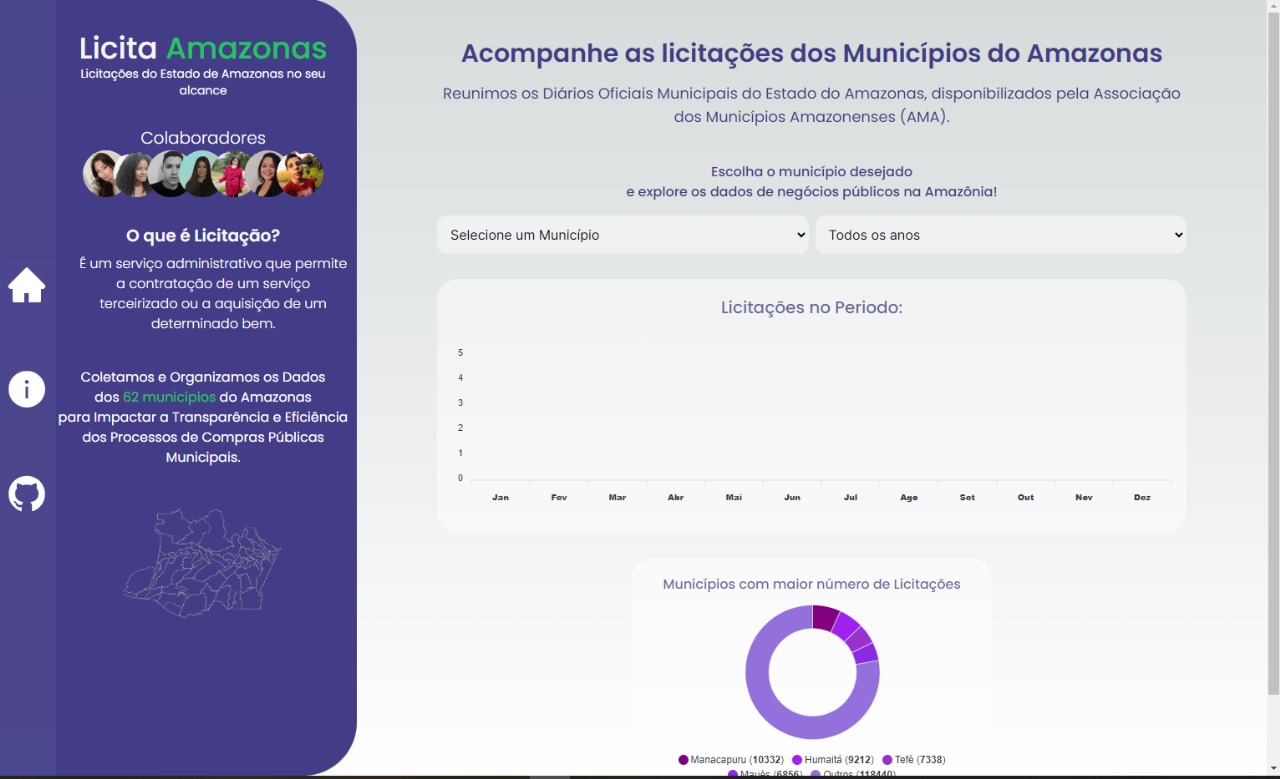 Licita Amazonas
Licitações do Estado de Amazonas no seu
alcance
Colaboradores
O que é Licitação?
É um serviço administrativo que permite
a contratação de um serviço
terceirizado ou a aquisição de um
determinado bem.
Coletamos e Organizamos os Dados
dos 62 municípios do Amazonas
para Impactar a Transparência e Eficiência
dos Processos de Compras Públicas
Municipais.
Acompanhe as licitações dos Municípios do Amazonas
Reunimos os Diários Oficiais Municipais do Estado do Amazonas, disponibilizados pela Associação
dos Municípios Amazonenses (AMA).
Escolha o município desejado
e explore os dados de negócios públicos na Amazônia!
Selecione um Município
Todos os anos
Licitações no Periodo:
5
4
3
2
1
0
Jan Fev Mar Abr Mai Jun Jul Ago Set Out Nov Dez
Municípios com maior número de Licitações
Manacapuru (10332) Humaitá (9212) Tefé (7338)
Maués (6856) Outros (118440)